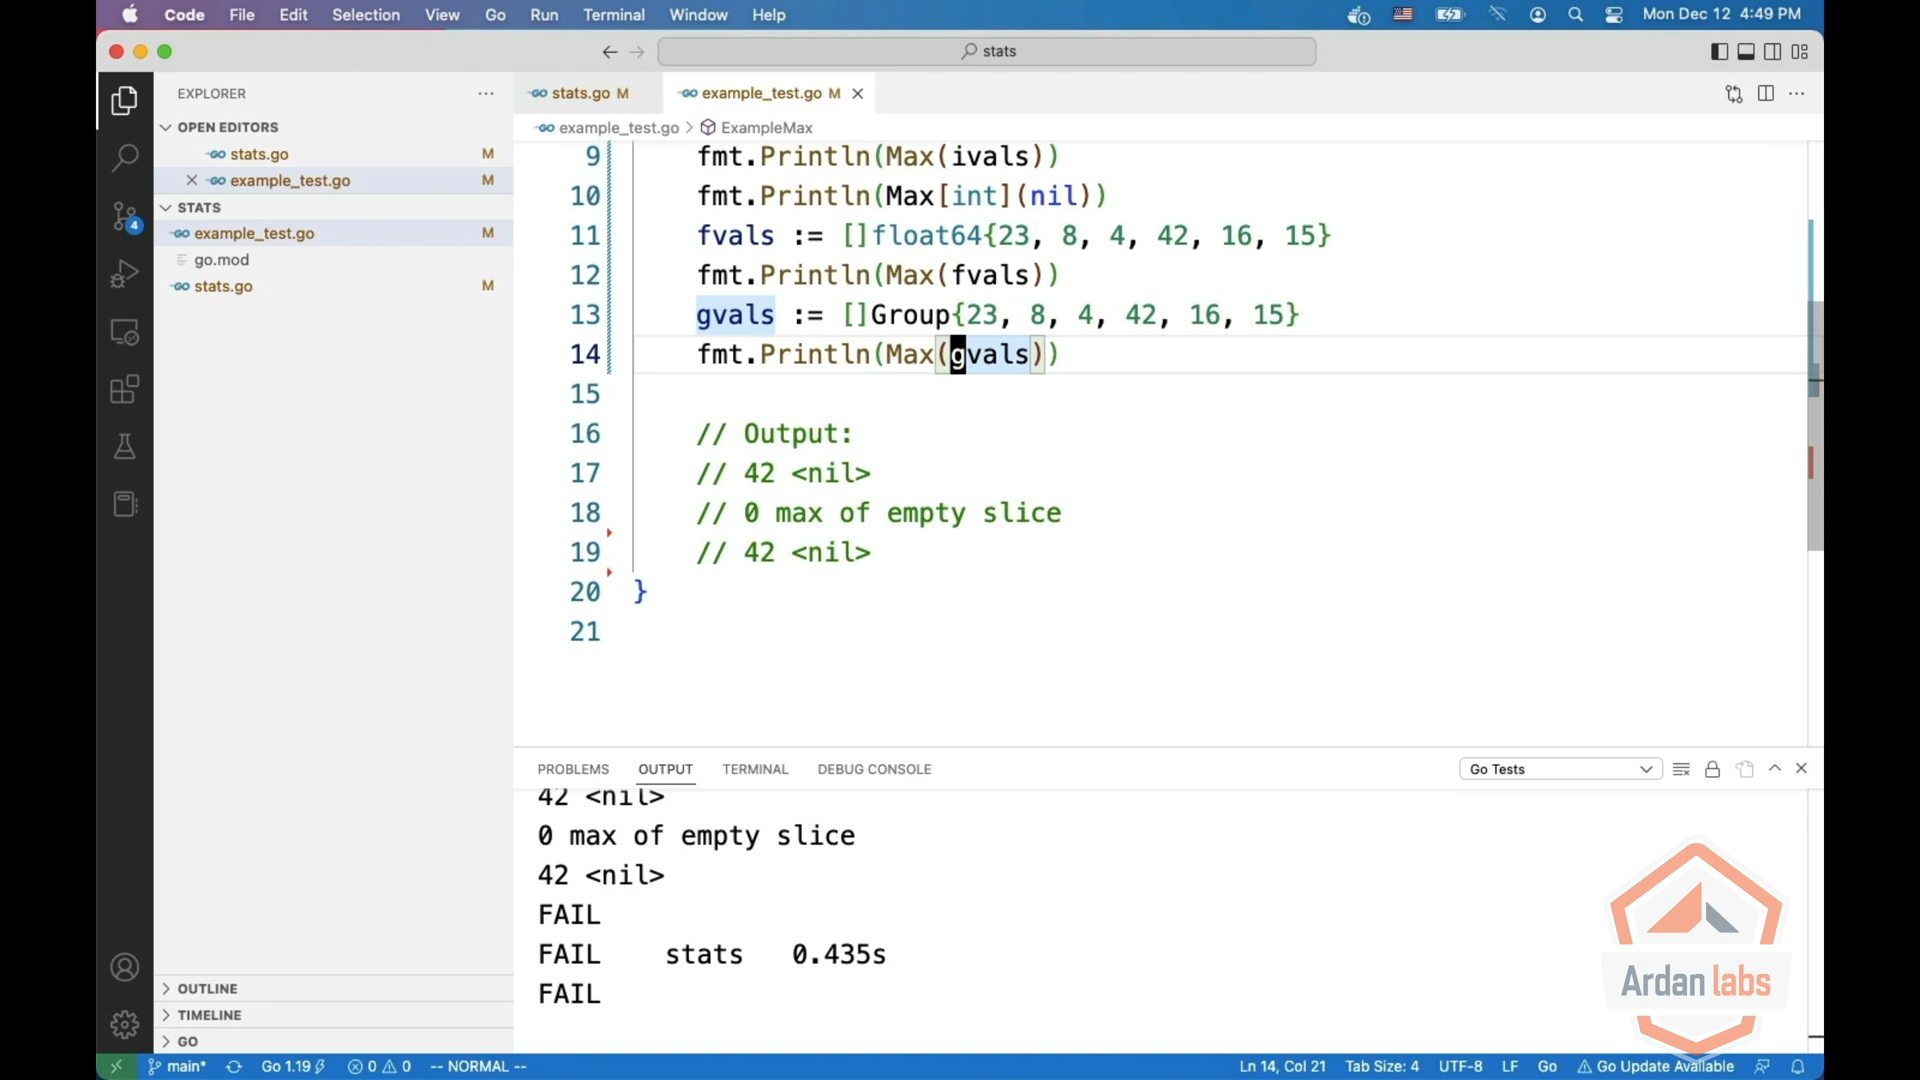 Code File Edit Selection View Go Run Terminal Window Help Mon Dec 12 4:49 PM
stats
EXPLORER
OPEN EDITORS
stats.go M
example_test.go M
STATS
example_test.go M
go.mod
stats.go M
OUTLINE
TIMELINE
GO
4
stats.go M example_test.go M
example_test.go > ExampleMax
9 fmt.Println(Max(ivals))
10 fmt.Println(Max[int](nil))
11 fvals := []float64{23, 8, 4, 42, 16, 15}
12 fmt.Println(Max(fvals))
13 gvals := []Group{23, 8, 4, 42, 16, 15}
14 fmt.Println(Max(gvals))
15
16 // Output:
17 // 42 <nil>
18 // 0 max of empty slice
19 // 42 <nil>
20 }
21
PROBLEMS OUTPUT TERMINAL DEBUG CONSOLE Go Tests
42 <nil>
0 max of empty slice
42 <nil>
FAIL
FAIL stats 0.435s
FAIL
Ardan labs
main* Go 1.19 0 0 -- NORMAL -- Ln 14, Col 21 Tab Size: 4 UTF-8 LF Go Go Update Available